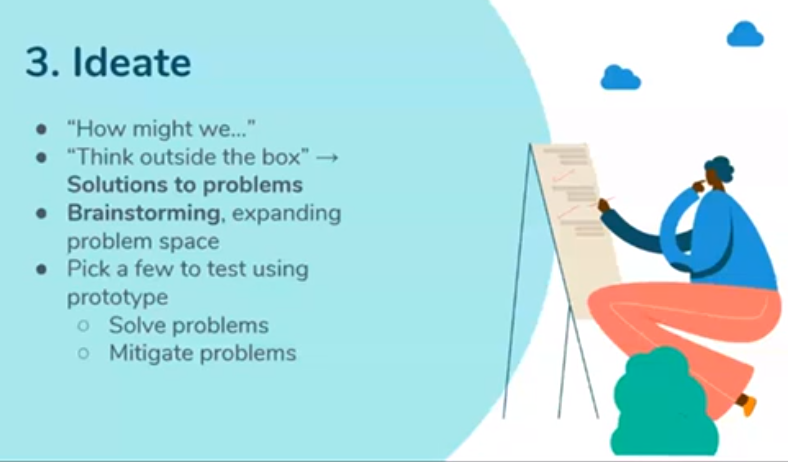 3. Ideate
● “How might we...”
● “Think outside the box” →
Solutions to problems
● Brainstorming, expanding
problem space
● Pick a few to test using
prototype
○ Solve problems
○ Mitigate problems